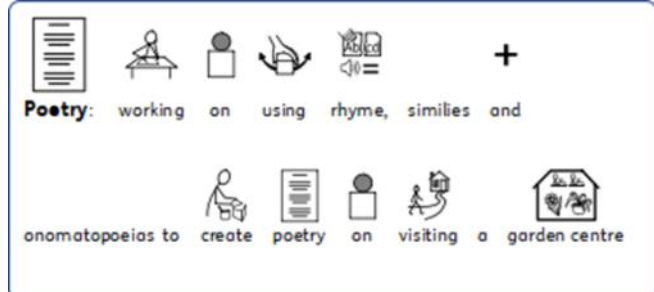 Poetry: working on using rhyme, similies and
onomatopoeias to create poetry on visiting a garden centre